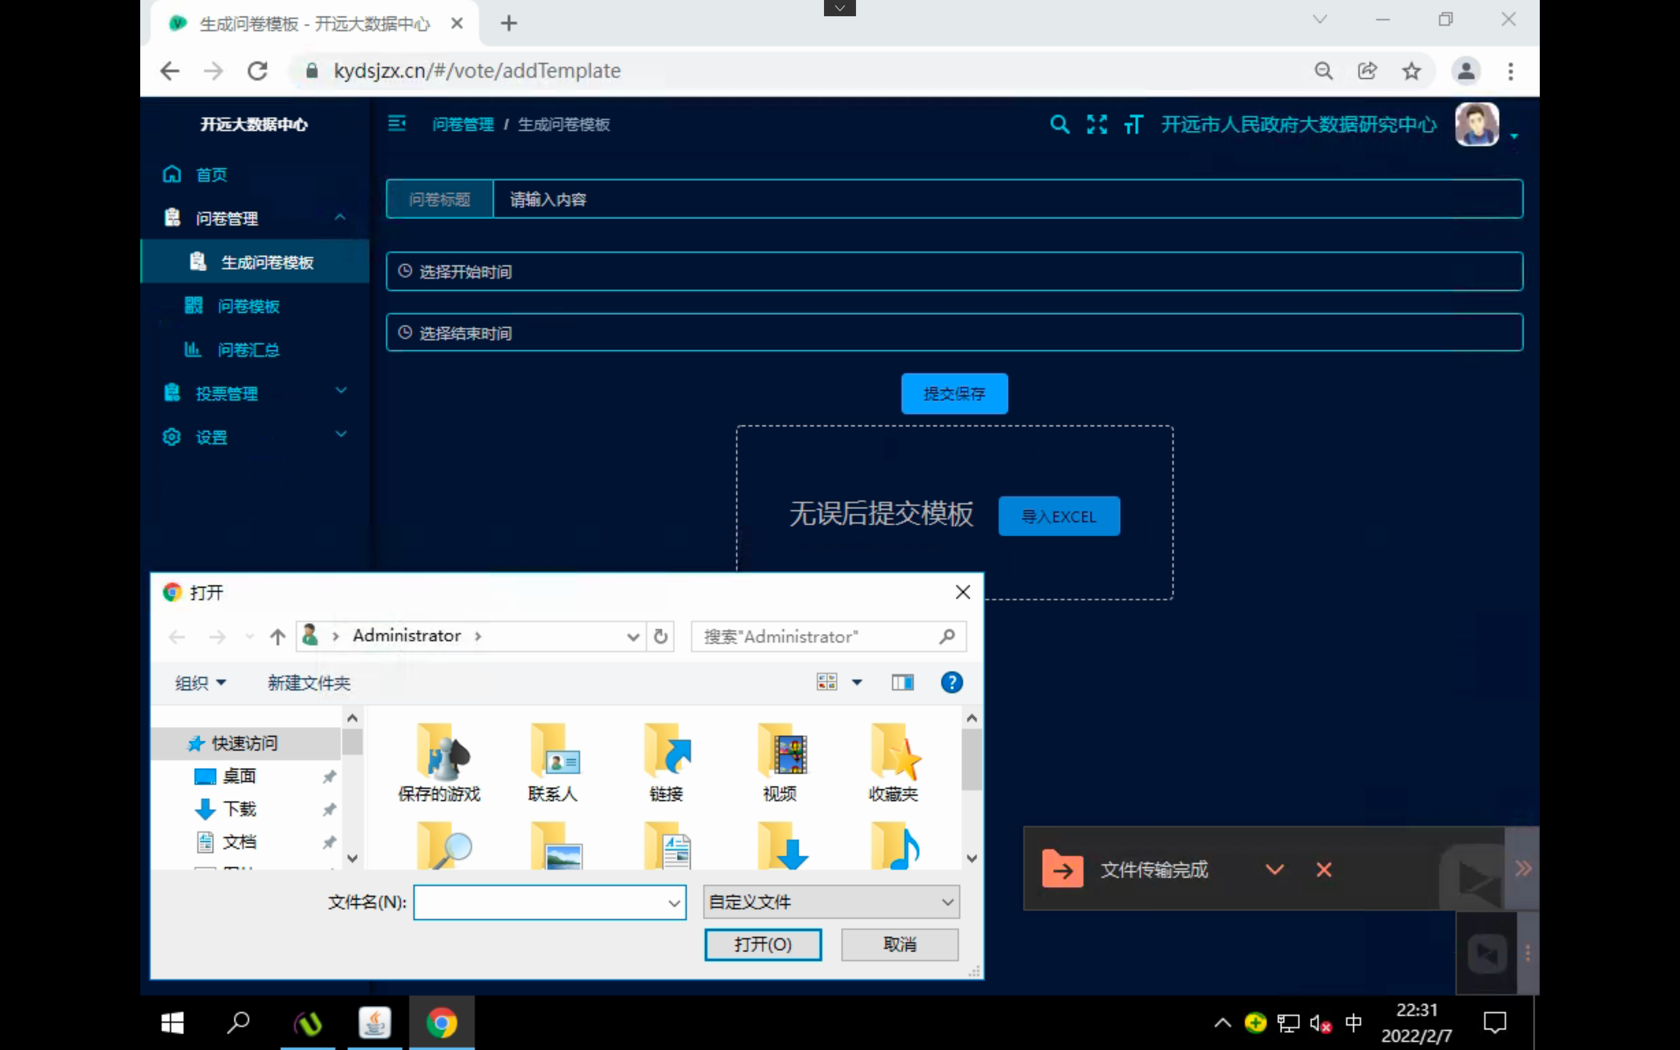 生成问卷模板 - 开远大数据中心
kydsjzx.cn/#/vote/addTemplate
开远大数据中心
问卷管理 / 生成问卷模板
开远市人民政府大数据研究中心
首页
问卷管理
生成问卷模板
问卷模板
问卷汇总
投票管理
设置
问卷标题 请输入内容
选择开始时间
选择结束时间
提交保存
无误后提交模板 导入EXCEL
打开
Administrator
搜索"Administrator"
组织 新建文件夹
快速访问
桌面
下载
文档
保存的游戏 联系人 链接 视频 收藏夹
文件名(N): 自定义文件
打开(O) 取消
文件传输完成
中
22:31
2022/2/7